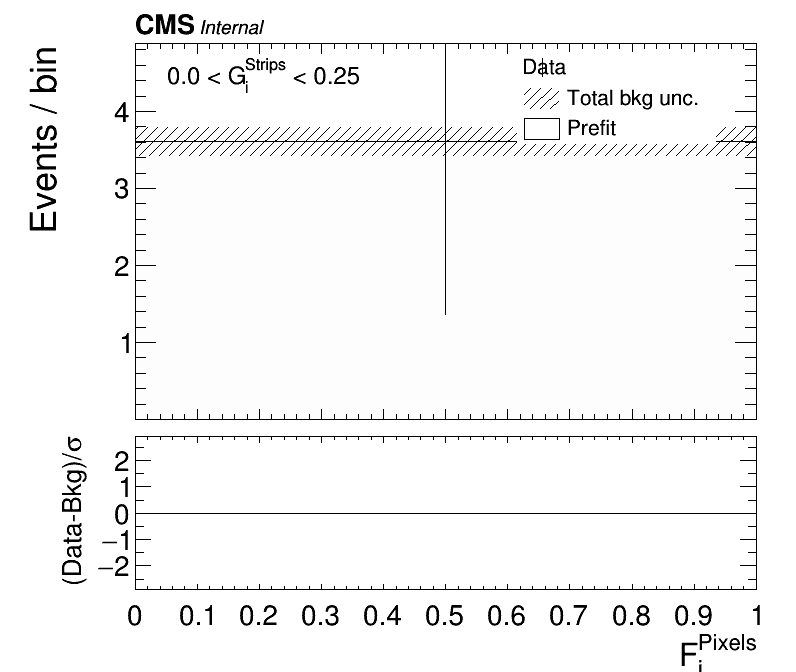 CMS Internal
Events / bin
0.0 < G_i^Strips < 0.25
Data
Total bkg unc.
Prefit
4
3
2
1
(Data-Bkg)/σ
2
1
0
−1
−2
0 0.1 0.2 0.3 0.4 0.5 0.6 0.7 0.8 0.9 1
F_i^Pixels